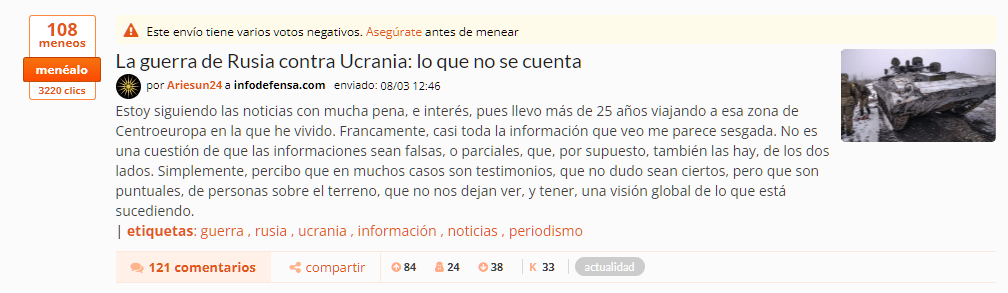 108
meneos
menéalo
3220 clics
Este envío tiene varios votos negativos. Asegúrate antes de menear
La guerra de Rusia contra Ucrania: lo que no se cuenta
por Ariesun24 a infodefensa.com enviado: 08/03 12:46
Estoy siguiendo las noticias con mucha pena, e interés, pues llevo más de 25 años viajando a esa zona de
Centroeuropa en la que he vivido. Francamente, casi toda la información que veo me parece sesgada. No es
una cuestión de que las informaciones sean falsas, o parciales, que, por supuesto, también las hay, de los dos
lados. Simplemente, percibo que en muchos casos son testimonios, que no dudo sean ciertos, pero que son
puntuales, de personas sobre el terreno, que no nos dejan ver, y tener, una visión global de lo que está
sucediendo.
| etiquetas: guerra , rusia , ucrania , información , noticias , periodismo
121 comentarios compartir 84 24 38 K 33 actualidad